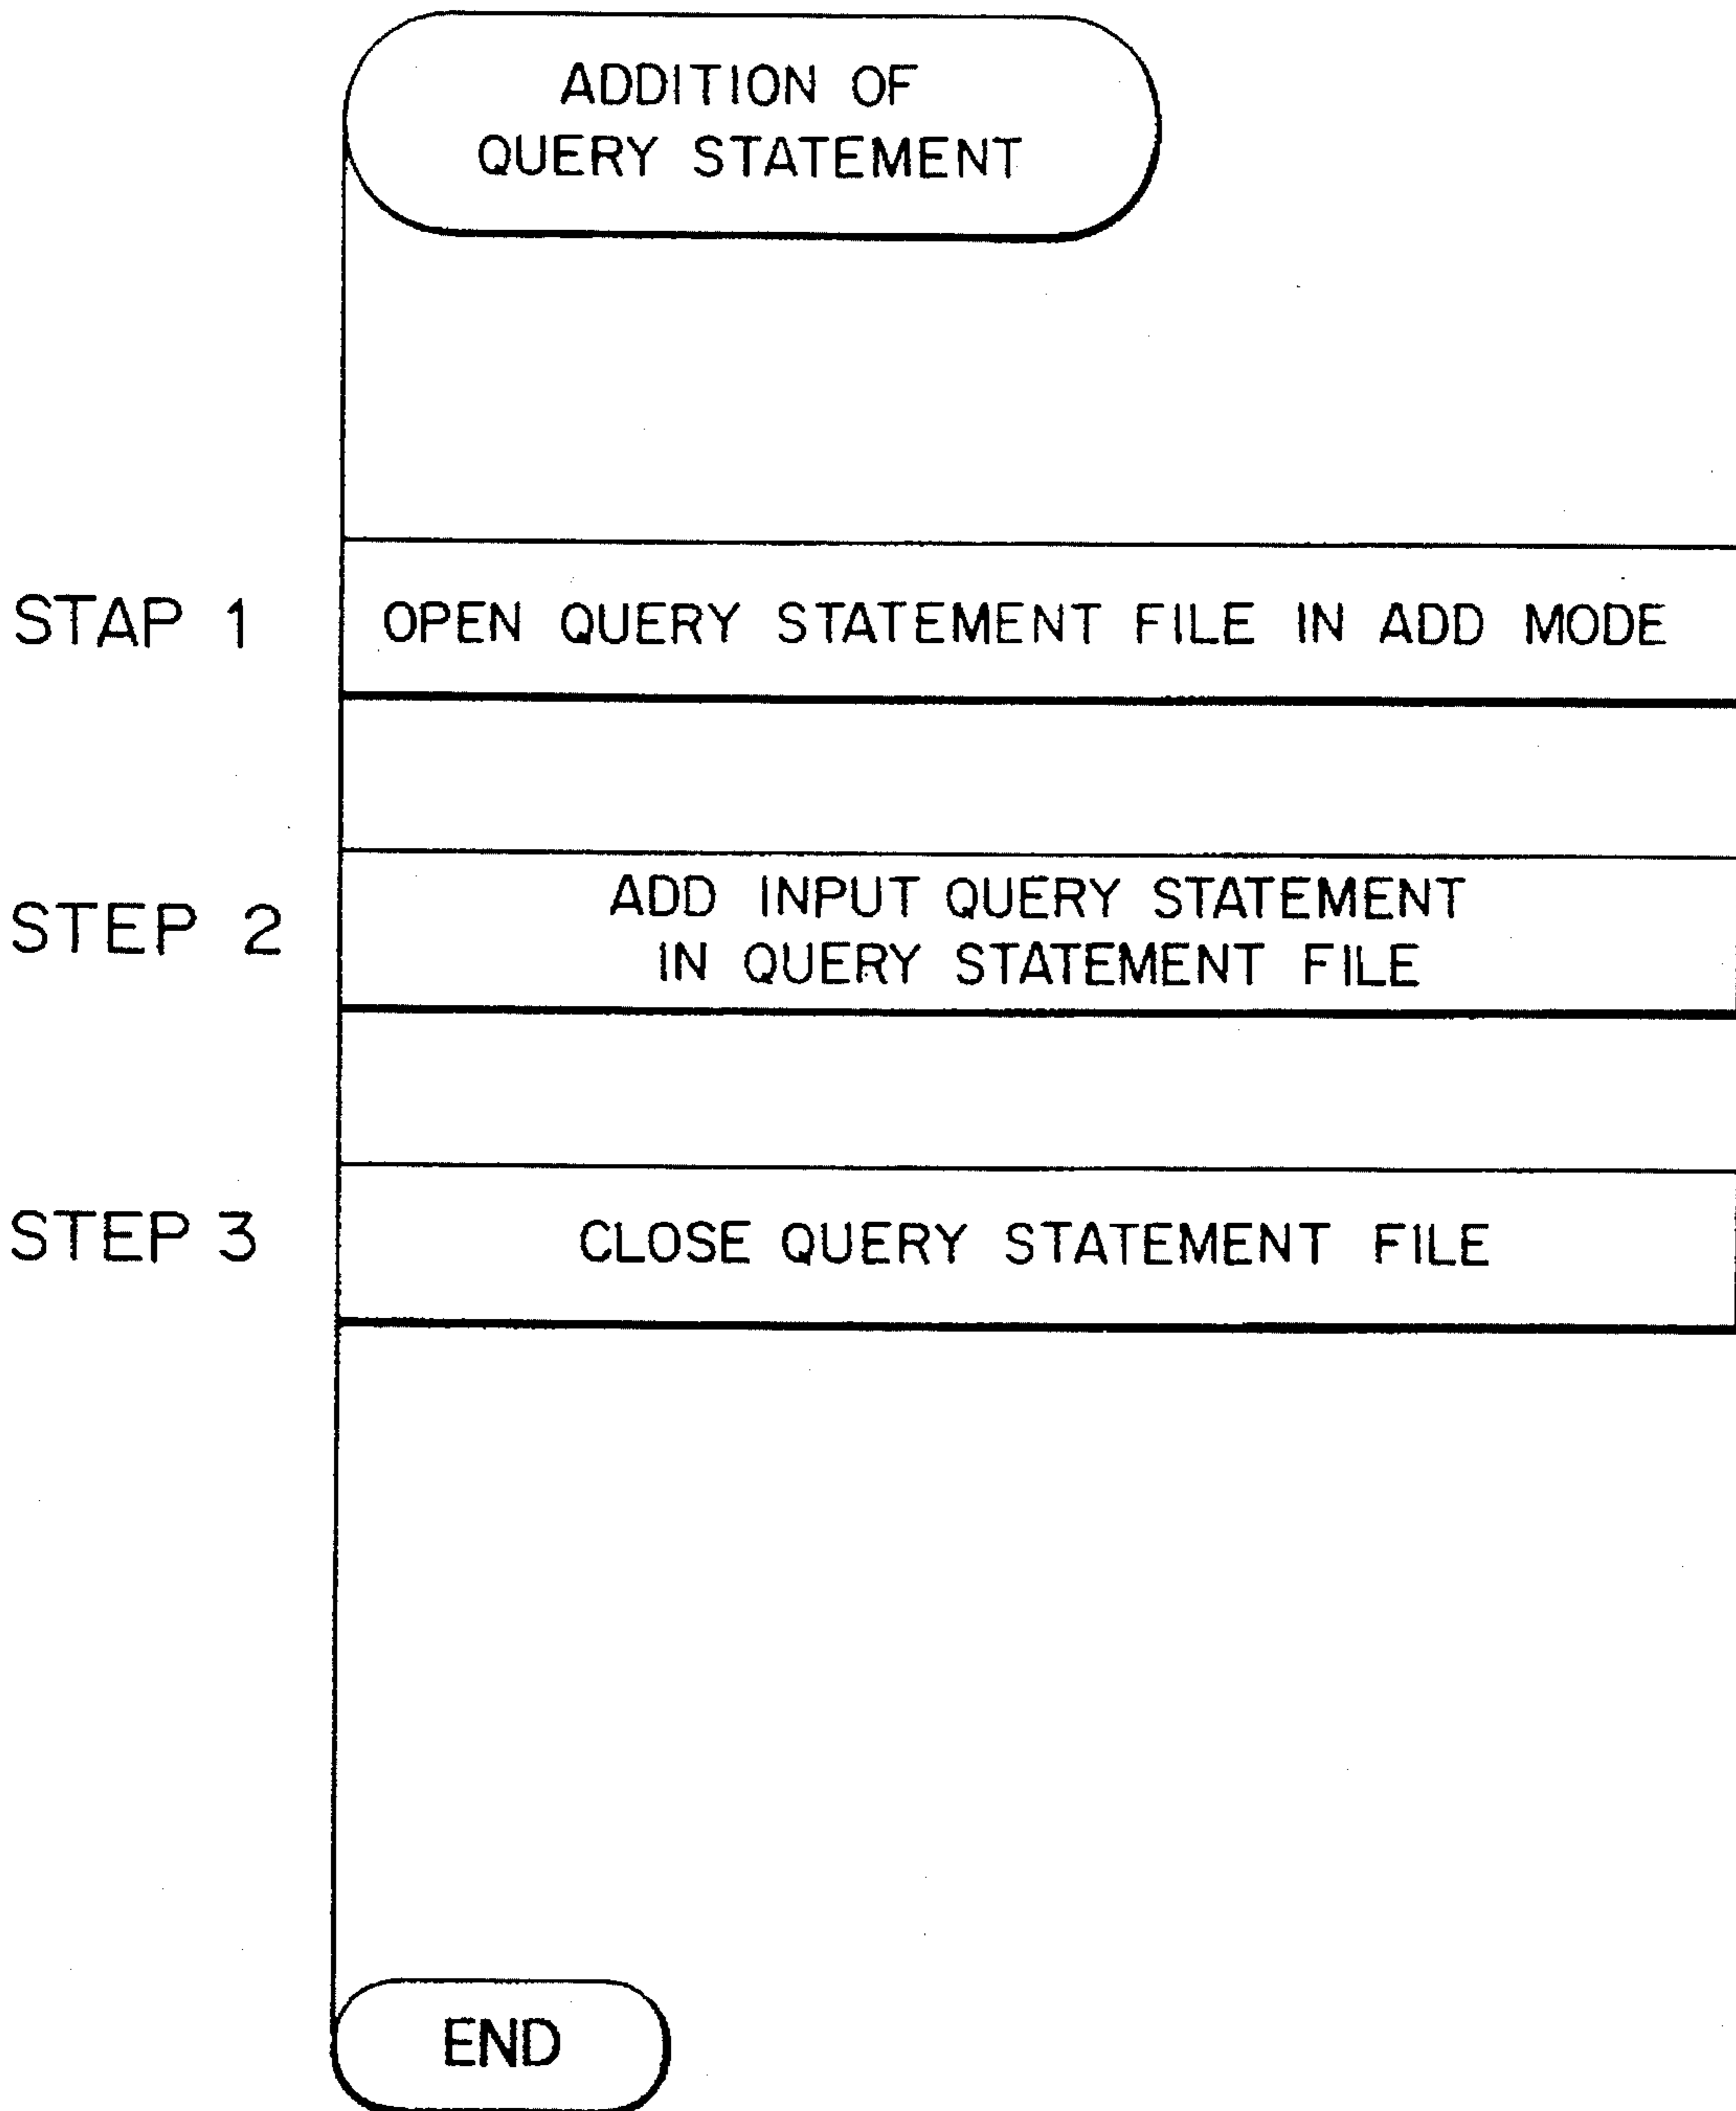 ADDITION OF
QUERY STATEMENT
STAP 1
OPEN QUERY STATEMENT FILE IN ADD MODE
STEP 2
ADD INPUT QUERY STATEMENT
IN QUERY STATEMENT FILE
STEP 3
CLOSE QUERY STATEMENT FILE
END